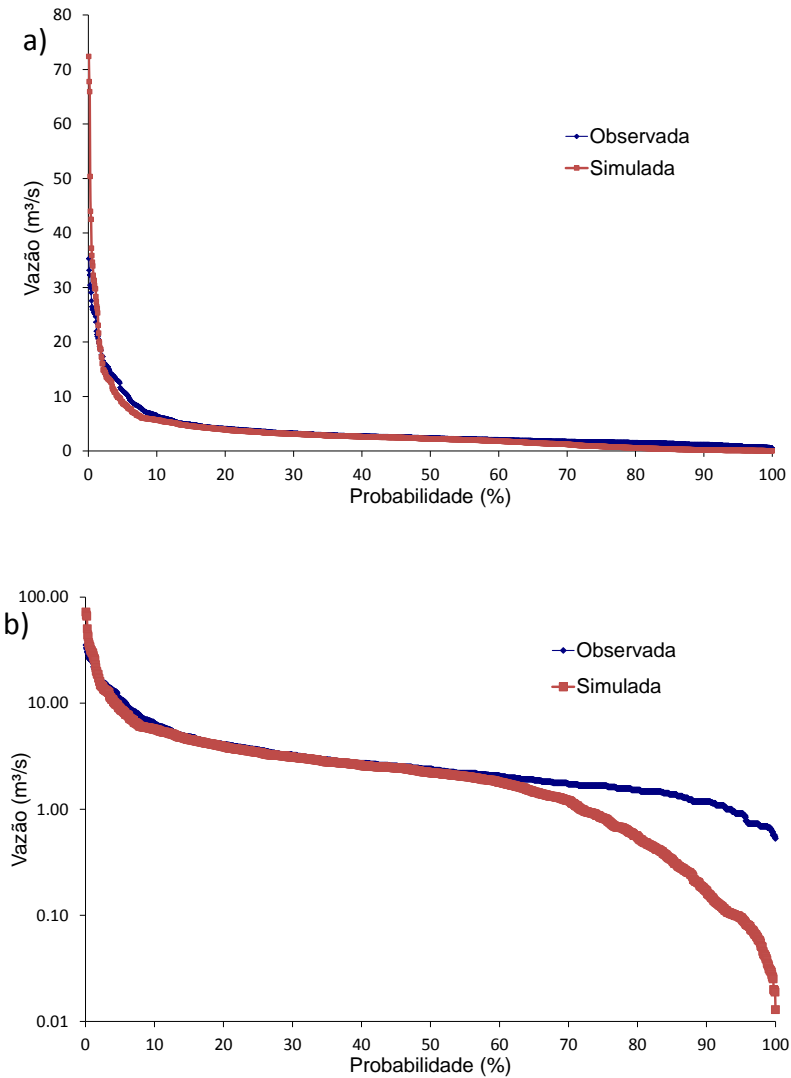 a)
80
70
60
50
40
30
20
10
0
Vazão (m³/s)
Observada
Simulada
0 10 20 30 40 50 60 70 80 90 100
Probabilidade (%)
b)
100.00
10.00
1.00
0.10
0.01
Vazão (m³/s)
Observada
Simulada
0 10 20 30 40 50 60 70 80 90 100
Probabilidade (%)